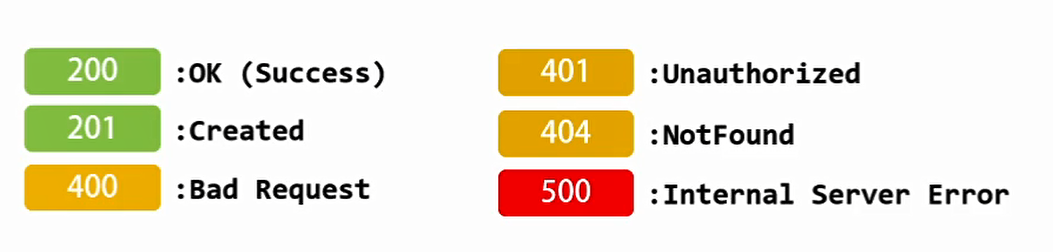 200 :OK (Success)
201 :Created
400 :Bad Request
401 :Unauthorized
404 :NotFound
500 :Internal Server Error